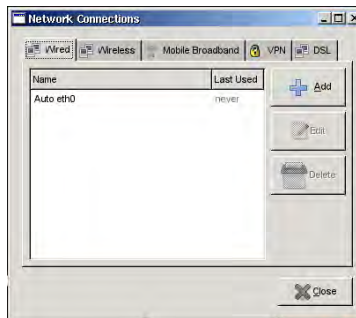 Network Connections
Wired Wireless Mobile Broadband VPN DSL
Name Last Used
Auto eth0 never
Add
Edit
Delete
Close